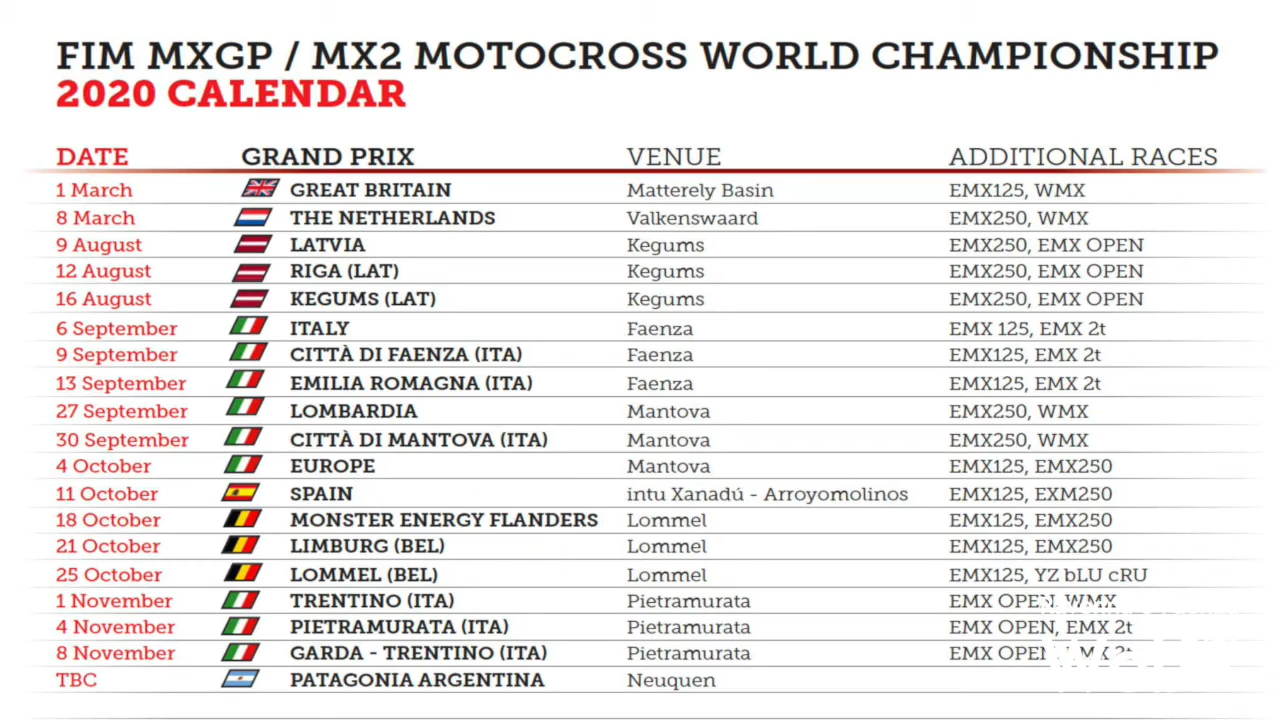 FIM MXGP / MX2 MOTOCROSS WORLD CHAMPIONSHIP
2020 CALENDAR
DATE GRAND PRIX VENUE ADDITIONAL RACES
1 March GREAT BRITAIN Matterely Basin EMX125, WMX
8 March THE NETHERLANDS Valkenswaard EMX250, WMX
9 August LATVIA Kegums EMX250, EMX OPEN
12 August RIGA (LAT) Kegums EMX250, EMX OPEN
16 August KEGUMS (LAT) Kegums EMX250, EMX OPEN
6 September ITALY Faenza EMX 125, EMX 2t
9 September CITTÀ DI FAENZA (ITA) Faenza EMX125, EMX 2t
13 September EMILIA ROMAGNA (ITA) Faenza EMX125, EMX 2t
27 September LOMBARDIA Mantova EMX250, WMX
30 September CITTÀ DI MANTOVA (ITA) Mantova EMX250, WMX
4 October EUROPE Mantova EMX125, EMX250
11 October SPAIN intu Xanadú - Arroyomolinos EMX125, EXM250
18 October MONSTER ENERGY FLANDERS Lommel EMX125, EMX250
21 October LIMBURG (BEL) Lommel EMX125, EMX250
25 October LOMMEL (BEL) Lommel EMX125, YZ bLU cRU
1 November TRENTINO (ITA) Pietramurata EMX OPEN, WMX
4 November PIETRAMURATA (ITA) Pietramurata EMX OPEN, EMX 2t
8 November GARDA - TRENTINO (ITA) Pietramurata EMX OPEN, EMX 2t
TBC PATAGONIA ARGENTINA Neuquen